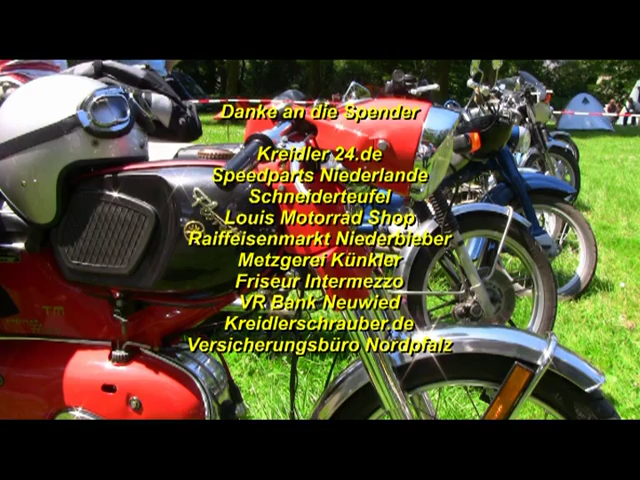 Danke an die Spender
Kreidler 24.de
Speedparts Niederlande
Schneiderteufel
Louis Motorrad Shop
Raiffeisenmarkt Niederbieber
Metzgerei Künkler
Friseur Intermezzo
VR Bank Neuwied
Kreidlerschrauber.de
Versicherungsbüro Nordpfalz
TM